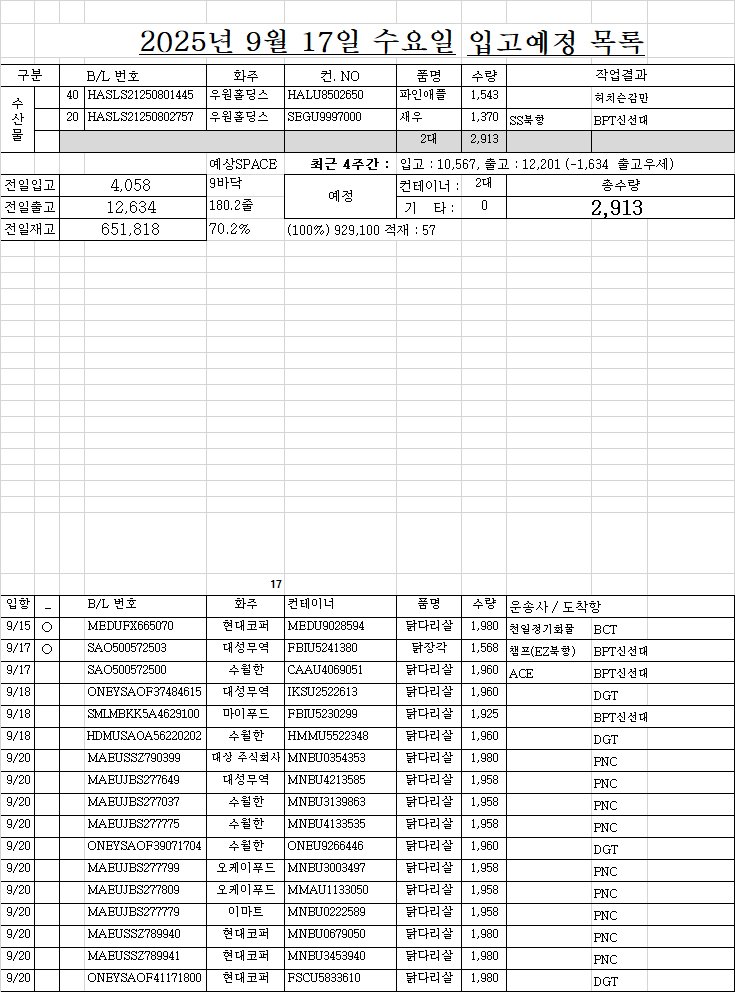 2025년 9월 17일 수요일 입고예정 목록
구분 B/L 번호 화주 컨. NO 품명 수량 작업결과
수산물
40 HASLS21250801445 우원홀딩스 HALU8502650 파인애플 1,543 허치슨감만
20 HASLS21250802757 우원홀딩스 SEGU9997000 새우 1,370 SS북항 BPT신선대
2대 2,913
예상SPACE 최근 4주간 : 입고 : 10,567, 출고 : 12,201 (-1,634 출고우세)
전일입고 4,058 9바닥 예정 컨테이너 : 2대 총수량
전일출고 12,634 180.2줄 기 타 : 0 2,913
전일재고 651,818 70.2% (100%) 929,100 적재 : 57
17
입항 _ B/L 번호 화주 컨테이너 품명 수량 운송사 / 도착항
9/15 ○ MEDUFX665070 현대코퍼 MEDU9028594 닭다리살 1,980 천일정기화물 BCT
9/17 ○ SAO500572503 대성무역 FBIU5241380 닭장각 1,568 챔프(EZ북항) BPT신선대
9/17 SAO500572500 수월한 CAAU4069051 닭다리살 1,960 ACE BPT신선대
9/18 ONEYSAOF37484615 대성무역 IKSU2522613 닭다리살 1,960 DGT
9/18 SMLMBKK5A4629100 마이푸드 FBIU5230299 닭다리살 1,925 BPT신선대
9/18 HDMUSAOA56220202 수월한 HMMU5522348 닭다리살 1,960 DGT
9/20 MAEUSSZ790399 대상 주식회사 MNBU0354353 닭다리살 1,980 PNC
9/20 MAEUJBS277649 대성무역 MNBU4213585 닭다리살 1,958 PNC
9/20 MAEUJBS277037 수월한 MNBU3139863 닭다리살 1,958 PNC
9/20 MAEUJBS277775 수월한 MNBU4133535 닭다리살 1,958 PNC
9/20 ONEYSAOF39071704 수월한 ONEU9266446 닭다리살 1,960 DGT
9/20 MAEUJBS277799 오케이푸드 MNBU3003497 닭다리살 1,958 PNC
9/20 MAEUJBS277809 오케이푸드 MMAU1133050 닭다리살 1,958 PNC
9/20 MAEUJBS277779 이마트 MNBU0222589 닭다리살 1,958 PNC
9/20 MAEUSSZ789940 현대코퍼 MNBU0679050 닭다리살 1,980 PNC
9/20 MAEUSSZ789941 현대코퍼 MNBU3453940 닭다리살 1,980 PNC
9/20 ONEYSAOF41171800 현대코퍼 FSCU5833610 닭다리살 1,980 DGT